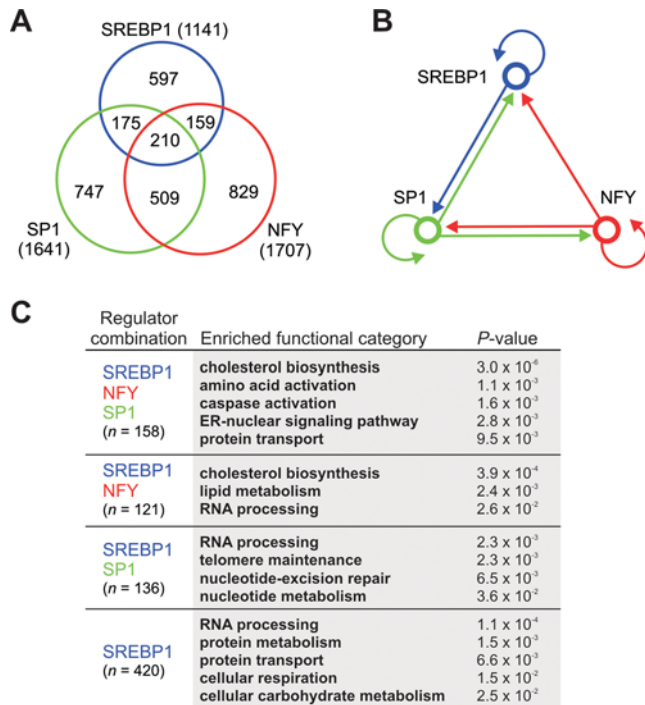 A
SREBP1 (1141)
597
175
159
210
747
509
829
SP1
(1641)
NFY
(1707)
B
SREBP1
SP1
NFY
C
Regulator
combination
Enriched functional category
P-value
SREBP1
NFY
SP1
(n = 158)
cholesterol biosynthesis 3.0 x 10⁻⁶
amino acid activation 1.1 x 10⁻³
caspase activation 1.6 x 10⁻³
ER-nuclear signaling pathway 2.8 x 10⁻³
protein transport 9.5 x 10⁻³
SREBP1
NFY
(n = 121)
cholesterol biosynthesis 3.9 x 10⁻⁴
lipid metabolism 2.4 x 10⁻³
RNA processing 2.6 x 10⁻²
SREBP1
SP1
(n = 136)
RNA processing 2.3 x 10⁻³
telomere maintenance 2.3 x 10⁻³
nucleotide-excision repair 6.5 x 10⁻³
nucleotide metabolism 3.6 x 10⁻²
SREBP1
(n = 420)
RNA processing 1.1 x 10⁻⁴
protein metabolism 1.5 x 10⁻³
protein transport 6.6 x 10⁻³
cellular respiration 1.5 x 10⁻²
cellular carbohydrate metabolism 2.5 x 10⁻²